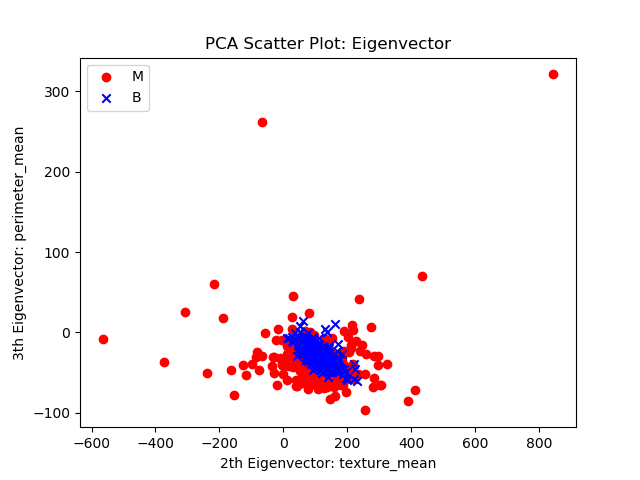 PCA Scatter Plot: Eigenvector
M
B
300
200
100
0
−100
3th Eigenvector: perimeter_mean
−600
−400
−200
0
200
400
600
800
2th Eigenvector: texture_mean